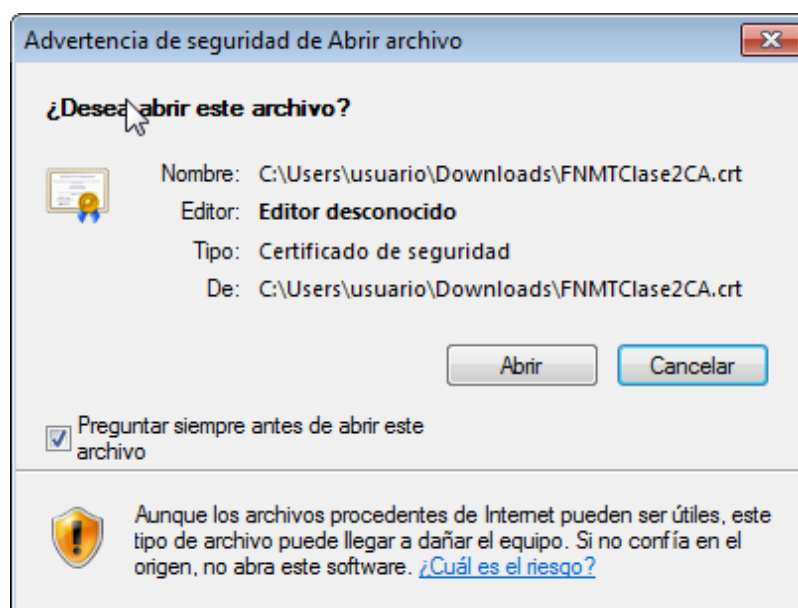 Advertencia de seguridad de Abrir archivo
¿Desea abrir este archivo?
Nombre: C:\Users\usuario\Downloads\FNMTClase2CA.crt
Editor: Editor desconocido
Tipo: Certificado de seguridad
De: C:\Users\usuario\Downloads\FNMTClase2CA.crt
Abrir Cancelar
Preguntar siempre antes de abrir este
archivo
Aunque los archivos procedentes de Internet pueden ser útiles, este
tipo de archivo puede llegar a dañar el equipo. Si no confía en el
origen, no abra este software. ¿Cuál es el riesgo?